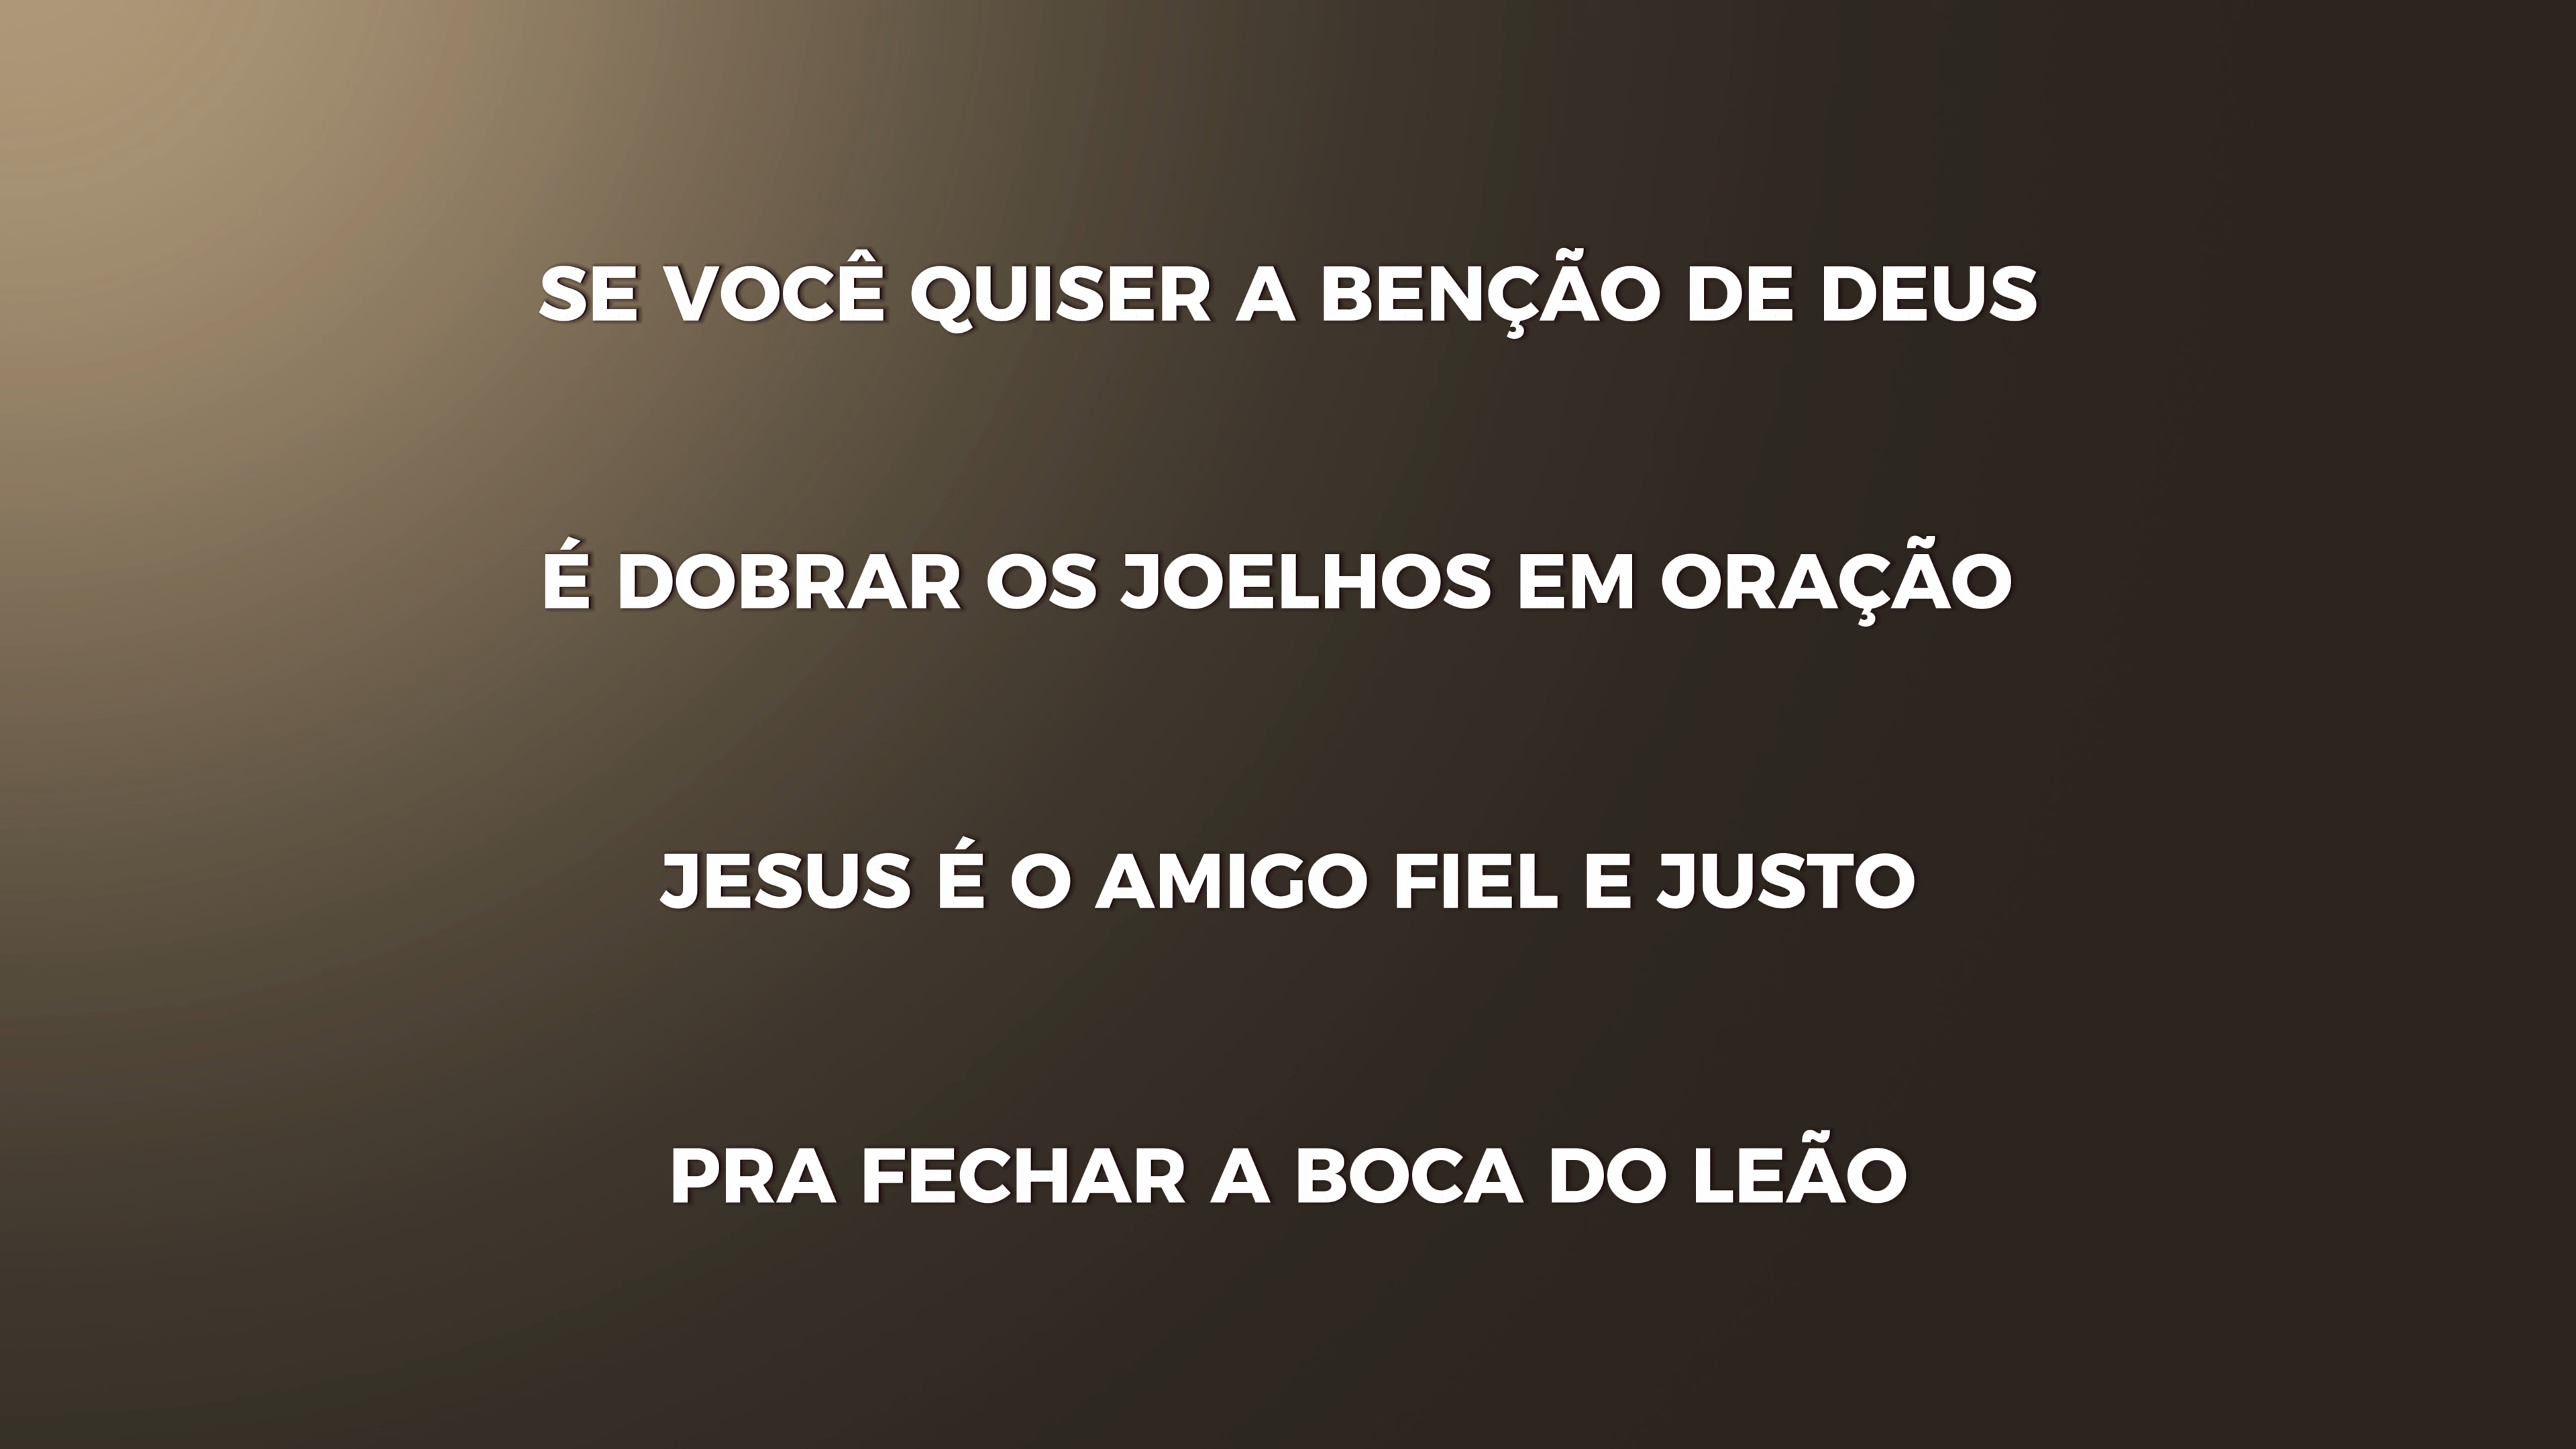 SE VOCÊ QUISER A BENÇÃO DE DEUS
É DOBRAR OS JOELHOS EM ORAÇÃO
JESUS É O AMIGO FIEL E JUSTO
PRA FECHAR A BOCA DO LEÃO